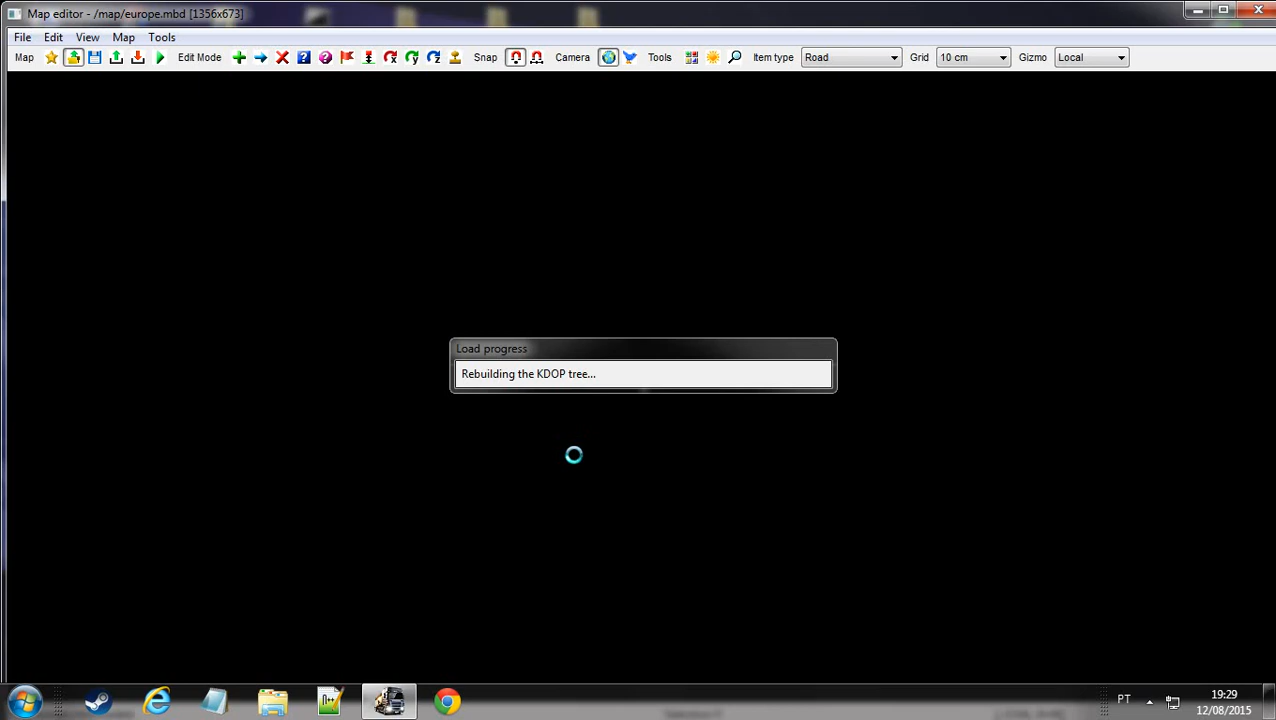 Map editor - /map/europe.mbd [1356x673]
File Edit View Map Tools
Map Edit Mode Snap Camera Tools Item type Road Grid 10 cm Gizmo Local
Load progress
Rebuilding the KDOP tree...
PT 19:29
12/08/2015